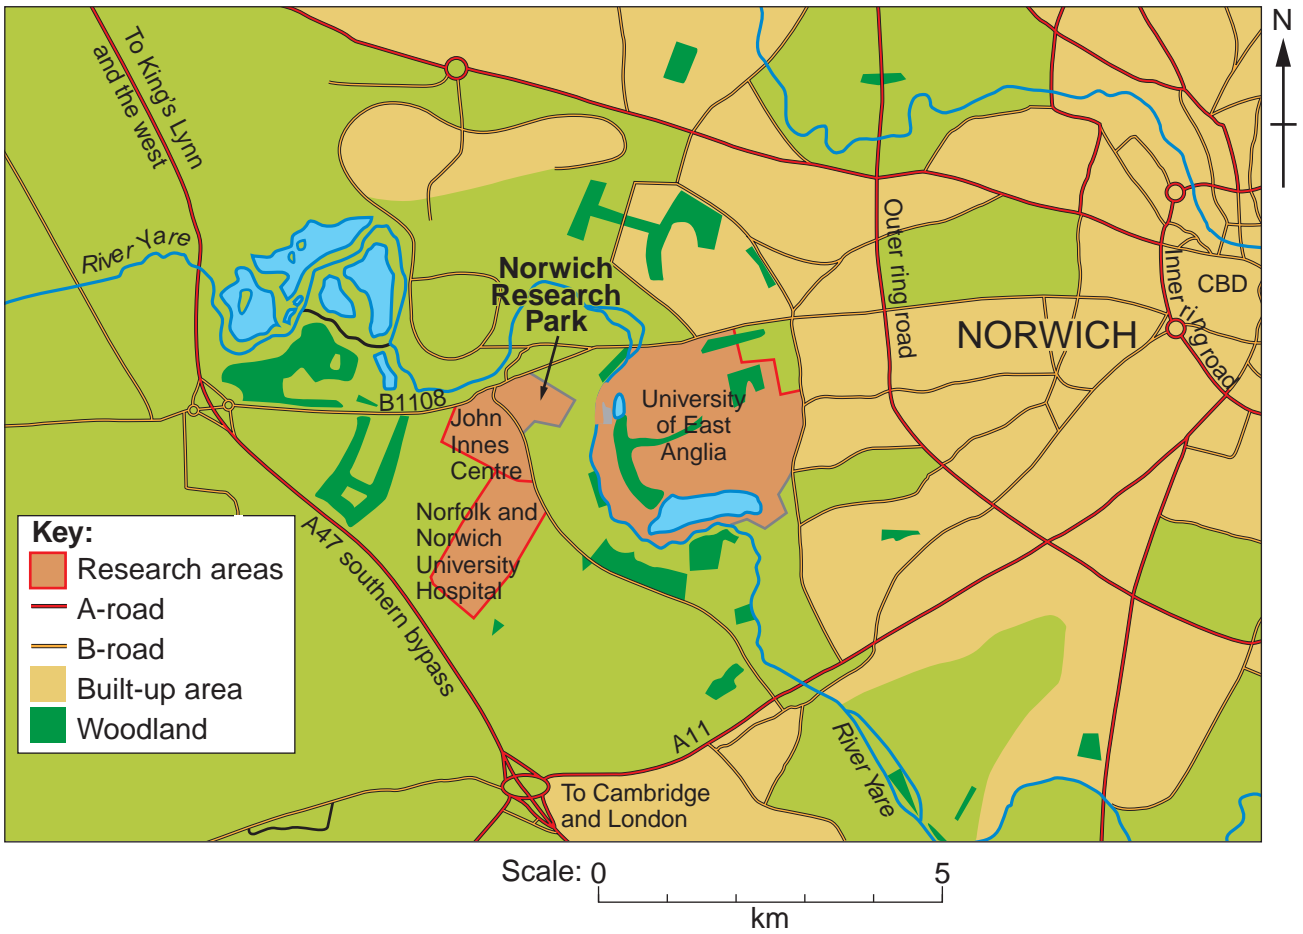 N
To King's Lynn
and the west
River Yare
Norwich
Research
Park
Outer ring road
Inner ring road
CBD
NORWICH
B1108
John
Innes
Centre
University
of East
Anglia
Norfolk and
Norwich
University
Hospital
A47 southern bypass
Key:
Research areas
A-road
B-road
Built-up area
Woodland
A11
River Yare
To Cambridge
and London
Scale: 0 5
km